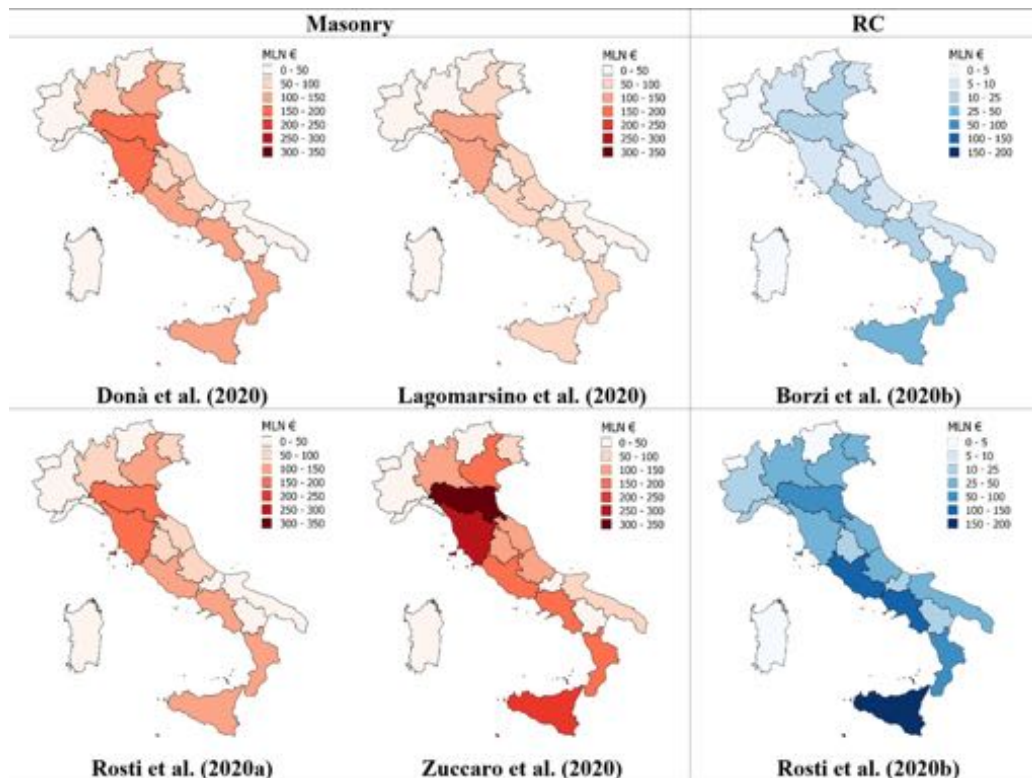 Masonry
RC
MLN €
0 - 50
50 - 100
100 - 150
150 - 200
200 - 250
250 - 300
300 - 350
MLN €
0 - 50
50 - 100
100 - 150
150 - 200
200 - 250
250 - 300
300 - 350
MLN €
0 - 5
5 - 10
10 - 25
25 - 50
50 - 100
100 - 150
150 - 200
Donà et al. (2020)
Lagomarsino et al. (2020)
Borzi et al. (2020b)
MLN €
0 - 50
50 - 100
100 - 150
150 - 200
200 - 250
250 - 300
300 - 350
MLN €
0 - 50
50 - 100
100 - 150
150 - 200
200 - 250
250 - 300
300 - 350
MLN €
0 - 5
5 - 10
10 - 25
25 - 50
50 - 100
100 - 150
150 - 200
Rosti et al. (2020a)
Zuccaro et al. (2020)
Rosti et al. (2020b)